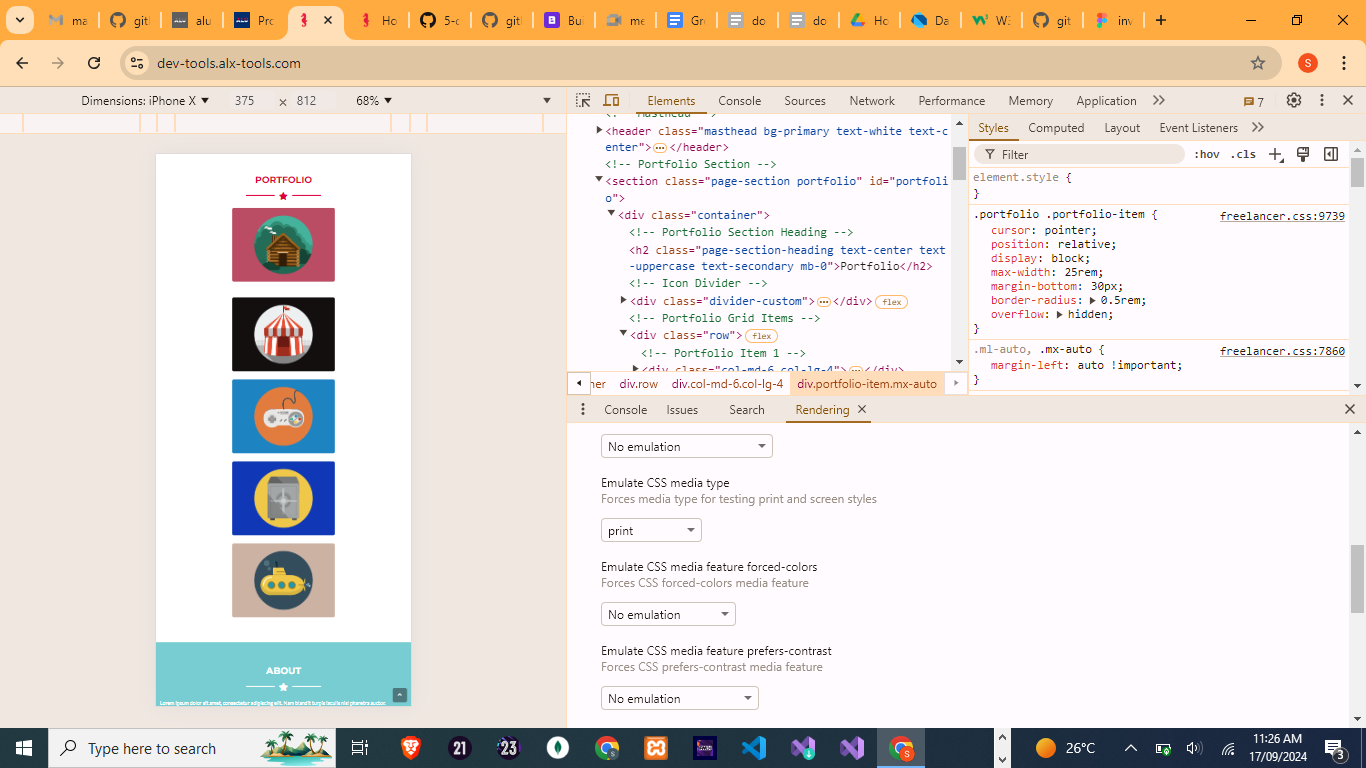 ma
git
alu
Pro
Ho
5-c
gitl
Bui
me
Gre
do
do
Ho
Da
W3
git
inv
dev-tools.alx-tools.com
S
Dimensions: iPhone X
375
×
812
68%
Elements
Console
Sources
Network
Performance
Memory
Application
7
<!-- Masthead -->
<header class="masthead bg-primary text-white text-c
enter">…</header>
<!-- Portfolio Section -->
<section class="page-section portfolio" id="portfoli
o">
<div class="container">
<!-- Portfolio Section Heading -->
<h2 class="page-section-heading text-center text
-uppercase text-secondary mb-0">Portfolio</h2>
<!-- Icon Divider -->
<div class="divider-custom">…</div> flex
<!-- Portfolio Grid Items -->
<div class="row"> flex
<!-- Portfolio Item 1 -->
<div class="col-md-6 col-lg-4">…</div>
ner
div.row
div.col-md-6.col-lg-4
div.portfolio-item.mx-auto
Styles
Computed
Layout
Event Listeners
Filter
:hov
.cls
element.style {
}
.portfolio .portfolio-item {
freelancer.css:9739
cursor: pointer;
position: relative;
display: block;
max-width: 25rem;
margin-bottom: 30px;
border-radius: 0.5rem;
overflow: hidden;
}
.ml-auto, .mx-auto {
freelancer.css:7860
margin-left: auto !important;
}
Console
Issues
Search
Rendering
No emulation
Emulate CSS media type
Forces media type for testing print and screen styles
print
Emulate CSS media feature forced-colors
Forces CSS forced-colors media feature
No emulation
Emulate CSS media feature prefers-contrast
Forces CSS prefers-contrast media feature
No emulation
PORTFOLIO
ABOUT
Lorem ipsum dolor sit amet, consectetur adipiscing elit. Nam blandit turpis iaculis nisl pharetra auctor.
Type here to search
21
23
S
26°C
11:26 AM
17/09/2024
3